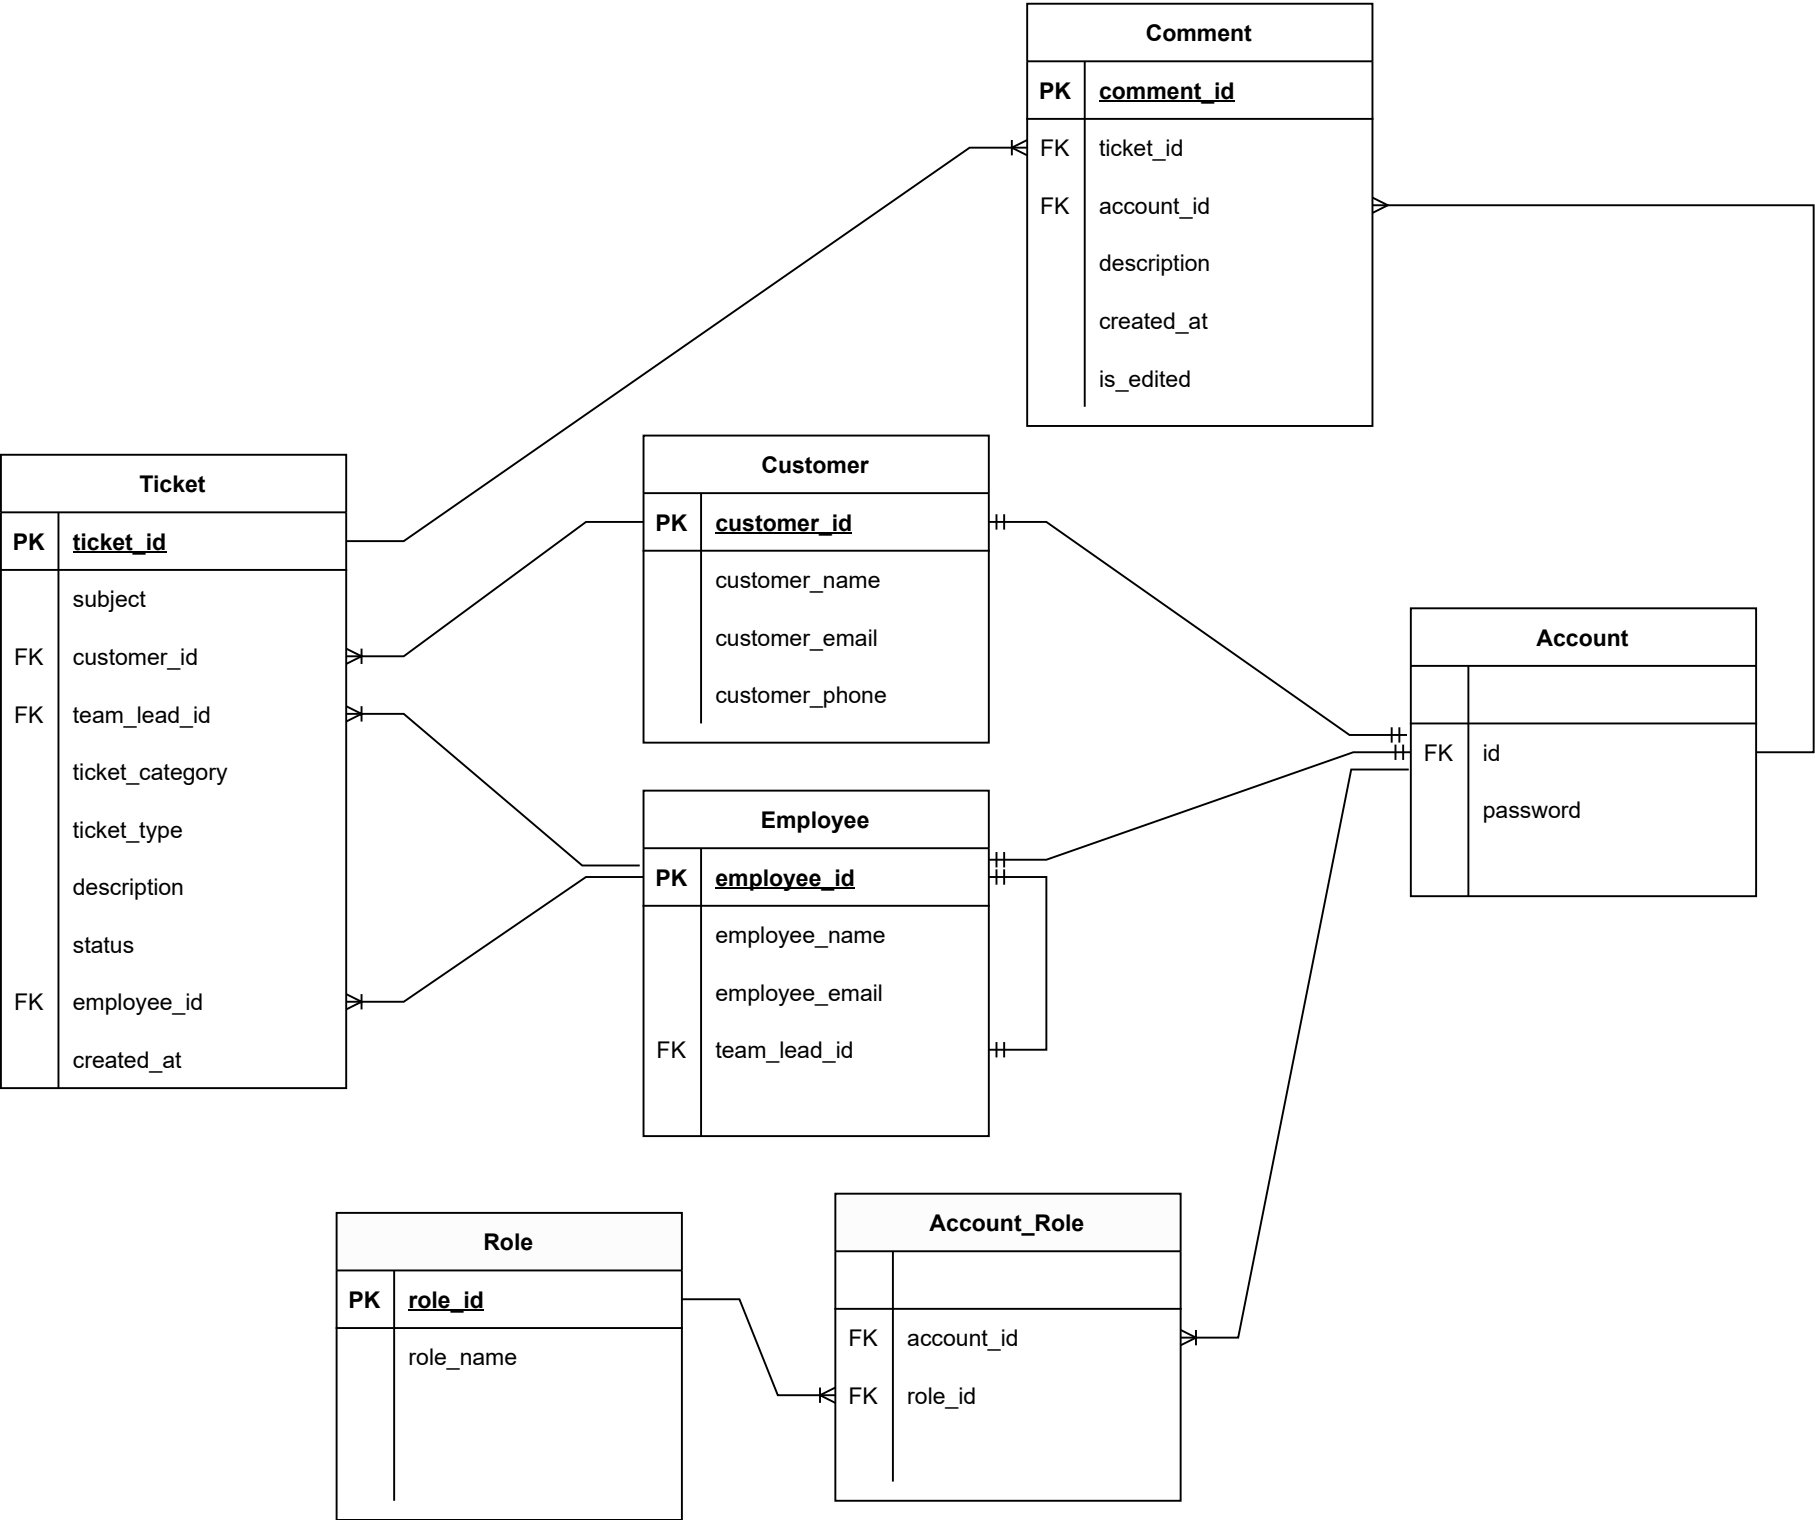 Comment
PK comment_id
FK ticket_id
FK account_id
description
created_at
is_edited
Ticket
PK ticket_id
subject
FK customer_id
FK team_lead_id
ticket_category
ticket_type
description
status
FK employee_id
created_at
Customer
PK customer_id
customer_name
customer_email
customer_phone
Account
FK id
password
Employee
PK employee_id
employee_name
employee_email
FK team_lead_id
Role
PK role_id
role_name
Account_Role
FK account_id
FK role_id